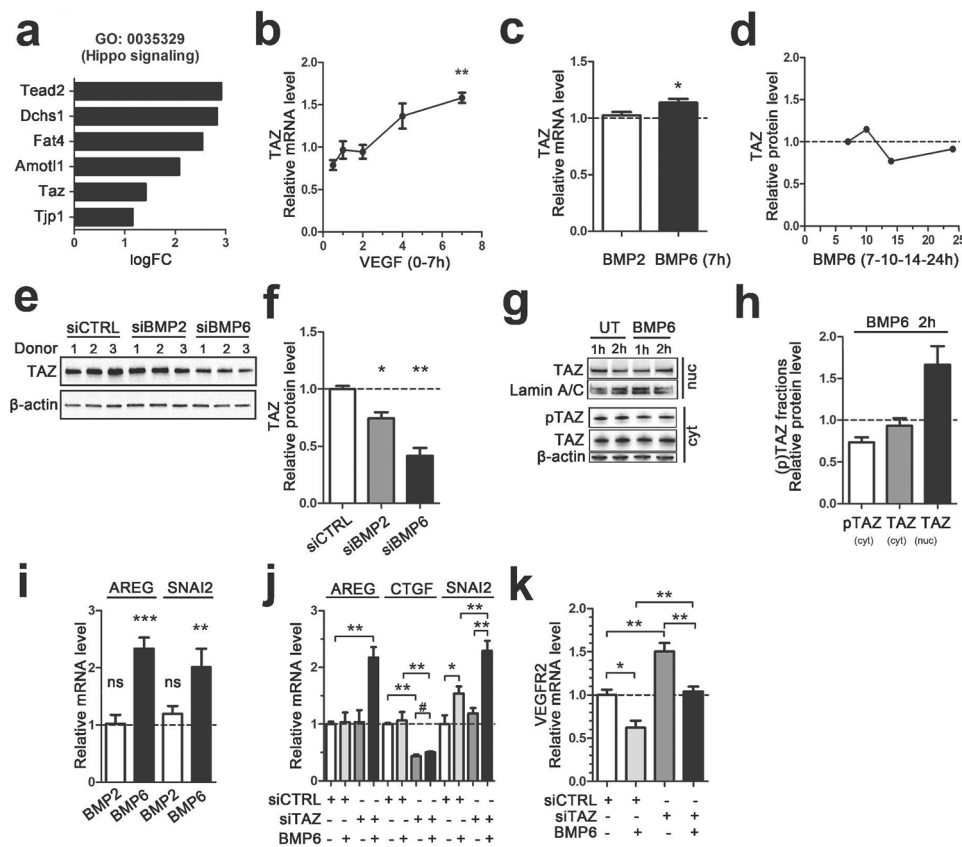 a
GO: 0035329
(Hippo signaling)
Tead2
Dchs1
Fat4
Amotl1
Taz
Tjp1
0 1 2 3
logFC
b
TAZ
Relative mRNA level
2.0
1.5
1.0
0.5
0.0
**
0 2 4 6 8
VEGF (0-7h)
c
TAZ
Relative mRNA level
2.0
1.5
1.0
0.5
0.0
*
BMP2 BMP6 (7h)
d
TAZ
Relative protein level
2.0
1.5
1.0
0.5
0.0
0 5 10 15 20 25
BMP6 (7-10-14-24h)
e
siCTRL siBMP2 siBMP6
Donor 1 2 3 1 2 3 1 2 3
TAZ
β-actin
f
TAZ
Relative protein level
1.5
1.0
0.5
0.0
* **
siCTRL
siBMP2
siBMP6
g
UT BMP6
1h 2h 1h 2h
TAZ
Lamin A/C
nuc
pTAZ
TAZ
β-actin
cyt
h
BMP6 2h
(p)TAZ fractions
Relative protein level
2.0
1.5
1.0
0.5
0.0
pTAZ TAZ TAZ
(cyt) (cyt) (nuc)
i
AREG SNAI2
Relative mRNA level
3
2
1
0
ns *** ns **
BMP2
BMP6
BMP2
BMP6
j
AREG CTGF SNAI2
Relative mRNA level
3
2
1
0
** ** ** # * ** **
siCTRL + + - - + + - - + + - -
siTAZ - - + + - - + + - - + +
BMP6 - + - + - + - + - + - +
k
VEGFR2
Relative mRNA level
2.0
1.5
1.0
0.5
0.0
**
** **
*
siCTRL + + - -
siTAZ - - + +
BMP6 - + - +